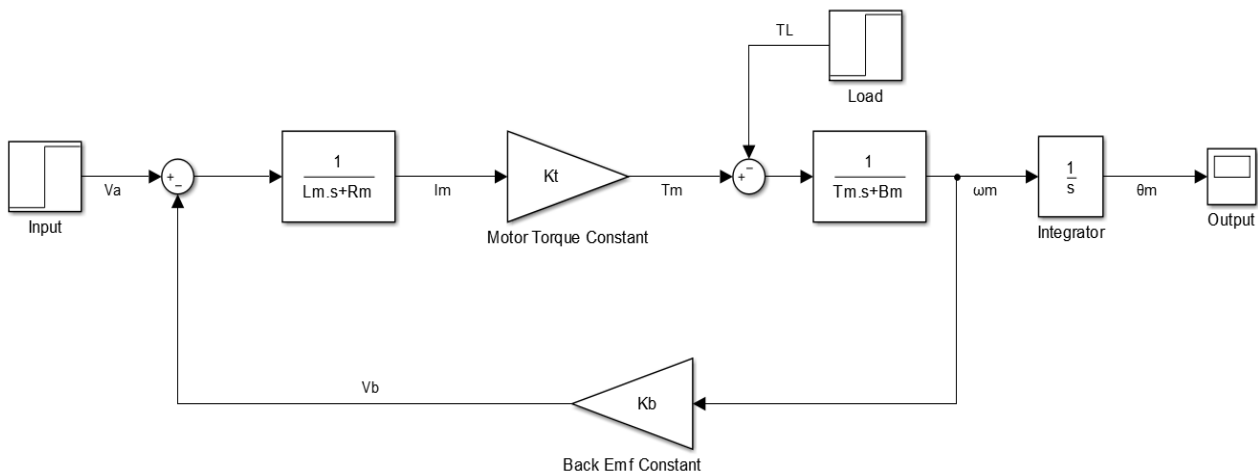 TL
Load
Va
Input
+
−
1
Lm.s+Rm
Im
Kt
Motor Torque Constant
Tm
+
−
1
Tm.s+Bm
ωm
1
s
Integrator
θm
Output
Vb
Kb
Back Emf Constant